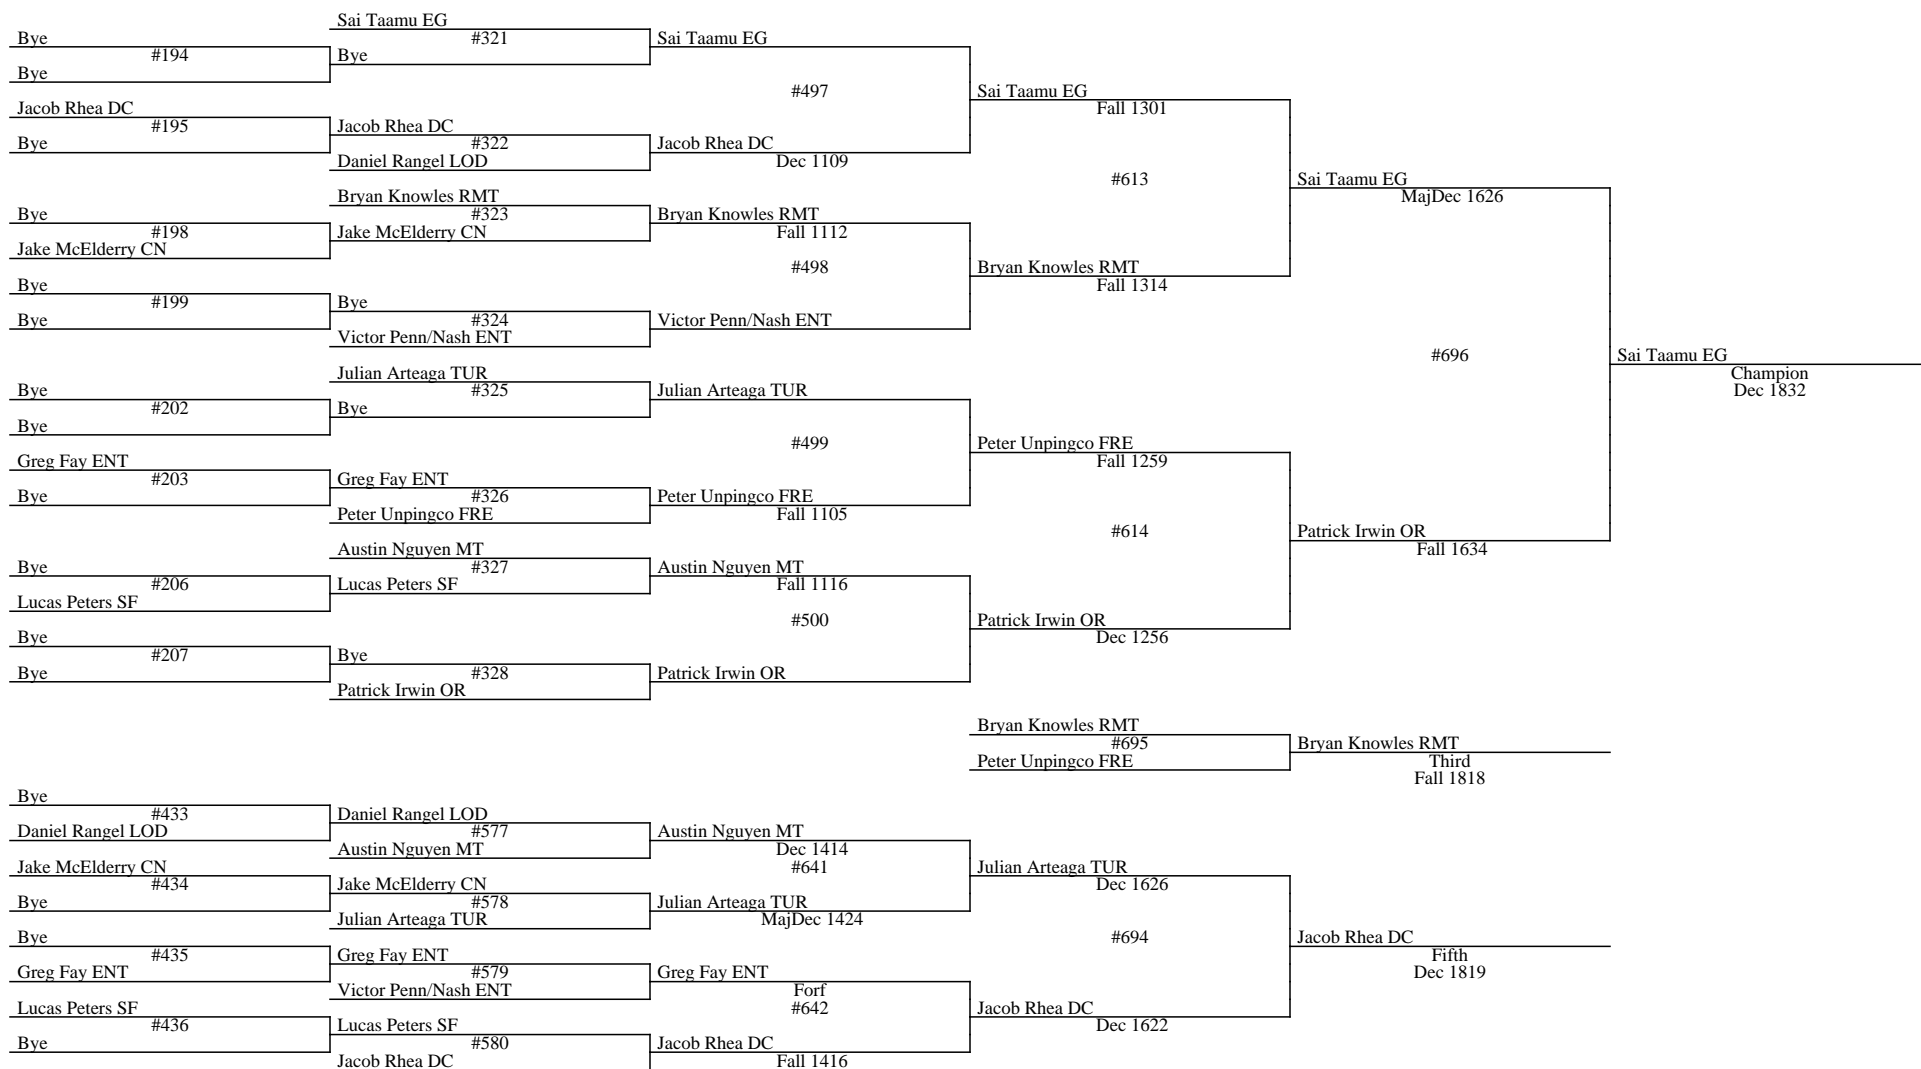 Sai Taamu EG
Bye
#321
Sai Taamu EG
#194
Bye
Bye
#497
Sai Taamu EG
Jacob Rhea DC
Fall 1301
#195
Jacob Rhea DC
Bye
#322
Jacob Rhea DC
Daniel Rangel LOD
Dec 1109
#613
Sai Taamu EG
Bryan Knowles RMT
MajDec 1626
Bye
#323
Bryan Knowles RMT
#198
Jake McElderry CN
Fall 1112
Jake McElderry CN
#498
Bryan Knowles RMT
Bye
Fall 1314
#199
Bye
Bye
#324
Victor Penn/Nash ENT
Victor Penn/Nash ENT
#696
Sai Taamu EG
Julian Arteaga TUR
Champion
Bye
#325
Julian Arteaga TUR
Dec 1832
#202
Bye
Bye
#499
Peter Unpingco FRE
Greg Fay ENT
Fall 1259
#203
Greg Fay ENT
Bye
#326
Peter Unpingco FRE
Peter Unpingco FRE
Fall 1105
#614
Patrick Irwin OR
Austin Nguyen MT
Fall 1634
Bye
#327
Austin Nguyen MT
#206
Lucas Peters SF
Fall 1116
Lucas Peters SF
#500
Patrick Irwin OR
Bye
Dec 1256
#207
Bye
Bye
#328
Patrick Irwin OR
Patrick Irwin OR
Bryan Knowles RMT
#695
Bryan Knowles RMT
Peter Unpingco FRE
Third
Fall 1818
Bye
#433
Daniel Rangel LOD
Daniel Rangel LOD
#577
Austin Nguyen MT
Austin Nguyen MT
Dec 1414
Jake McElderry CN
#641
Julian Arteaga TUR
#434
Jake McElderry CN
Dec 1626
Bye
#578
Julian Arteaga TUR
Julian Arteaga TUR
MajDec 1424
Bye
#694
Jacob Rhea DC
#435
Greg Fay ENT
Fifth
Greg Fay ENT
#579
Greg Fay ENT
Dec 1819
Victor Penn/Nash ENT
Forf
Lucas Peters SF
#642
Jacob Rhea DC
#436
Lucas Peters SF
Dec 1622
Bye
#580
Jacob Rhea DC
Jacob Rhea DC
Fall 1416